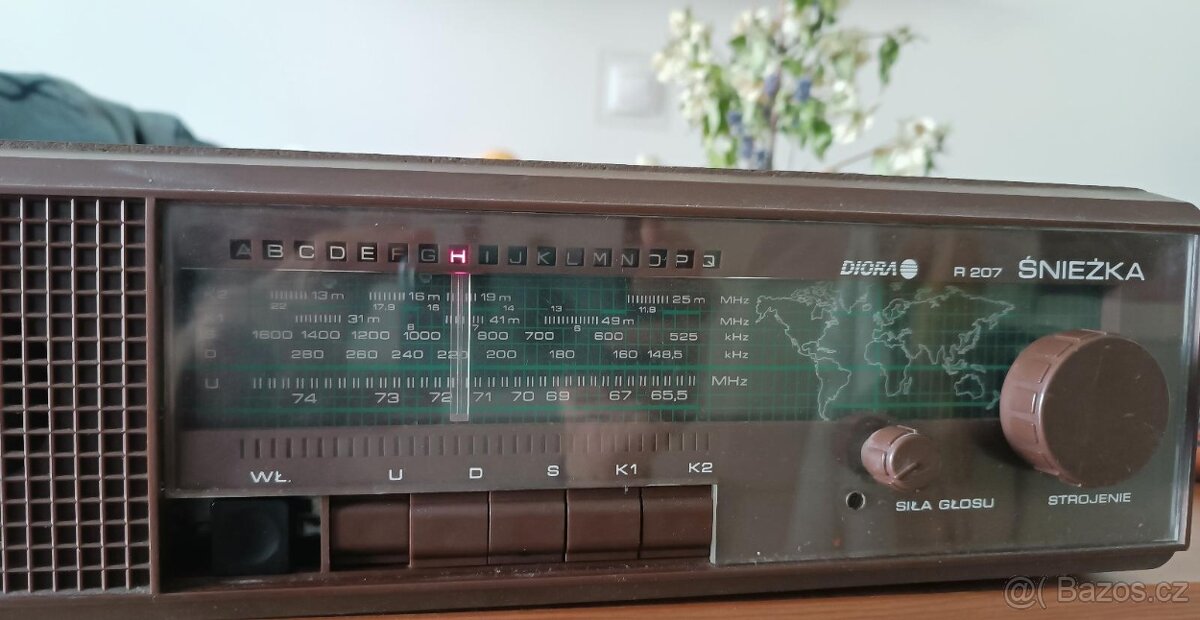 A B C D E F G H I J K L M N O P Q
DIORA R 207 ŚNIEŻKA
13 m 16 m 19 m 25 m MHz
22 17.9 16 14 13 11.8
31 m 41 m 49 m MHz
8 7 6
1600 1400 1200 1000 800 700 600 525 kHz
280 260 240 220 200 180 160 148,5 kHz
U MHz
74 73 72 71 70 69 67 65,5
WŁ. U D S K1 K2
SIŁA GŁOSU STROJENIE
@( Bazos.cz